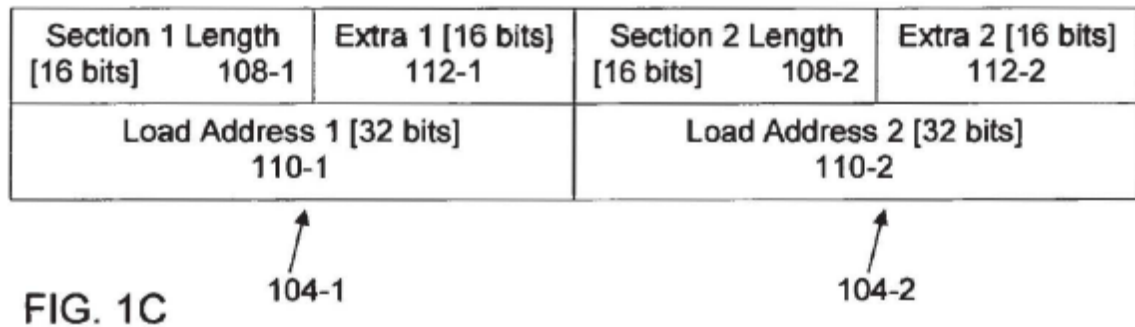 Section 1 Length
[16 bits] 108-1
Extra 1 [16 bits]
112-1
Section 2 Length
[16 bits] 108-2
Extra 2 [16 bits]
112-2
Load Address 1 [32 bits]
110-1
Load Address 2 [32 bits]
110-2
104-1
104-2
FIG. 1C